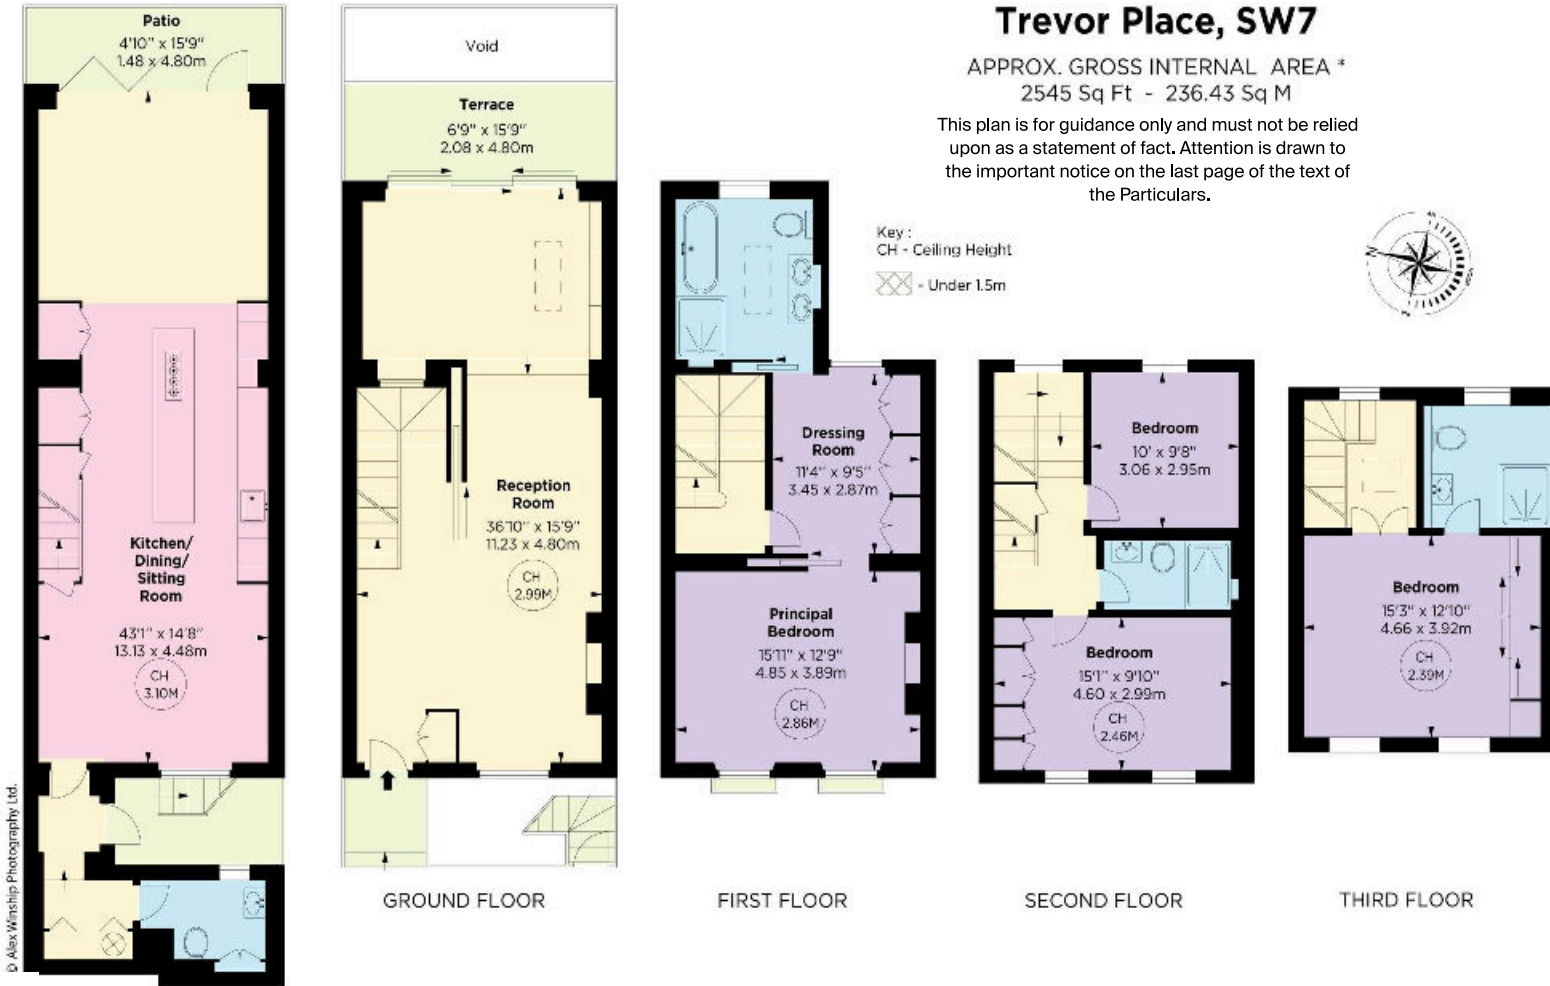 Trevor Place, SW7
APPROX. GROSS INTERNAL AREA *
2545 Sq Ft - 236.43 Sq M
This plan is for guidance only and must not be relied
upon as a statement of fact. Attention is drawn to
the important notice on the last page of the text of
the Particulars.
Key :
CH - Ceiling Height
- Under 1.5m
N
Patio
4'10" x 15'9"
1.48 x 4.80m
Kitchen/
Dining/
Sitting
Room
43'1" x 14'8"
13.13 x 4.48m
CH
3.10M
© Alex Winship Photography Ltd.
Void
Terrace
6'9" x 15'9"
2.08 x 4.80m
Reception
Room
36'10" x 15'9"
11.23 x 4.80m
CH
2.99M
GROUND FLOOR
Dressing
Room
11'4" x 9'5"
3.45 x 2.87m
Principal
Bedroom
15'11" x 12'9"
4.85 x 3.89m
CH
2.86M
FIRST FLOOR
Bedroom
10' x 9'8"
3.06 x 2.95m
Bedroom
15'1" x 9'10"
4.60 x 2.99m
CH
2.46M
SECOND FLOOR
Bedroom
15'3" x 12'10"
4.66 x 3.92m
CH
2.39M
THIRD FLOOR